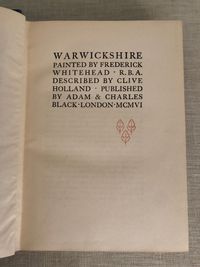 WARWICKSHIRE
PAINTED BY FREDERICK
WHITEHEAD · R.B.A.
DESCRIBED BY CLIVE
HOLLAND · PUBLISHED
BY ADAM & CHARLES
BLACK·LONDON·MCMVI